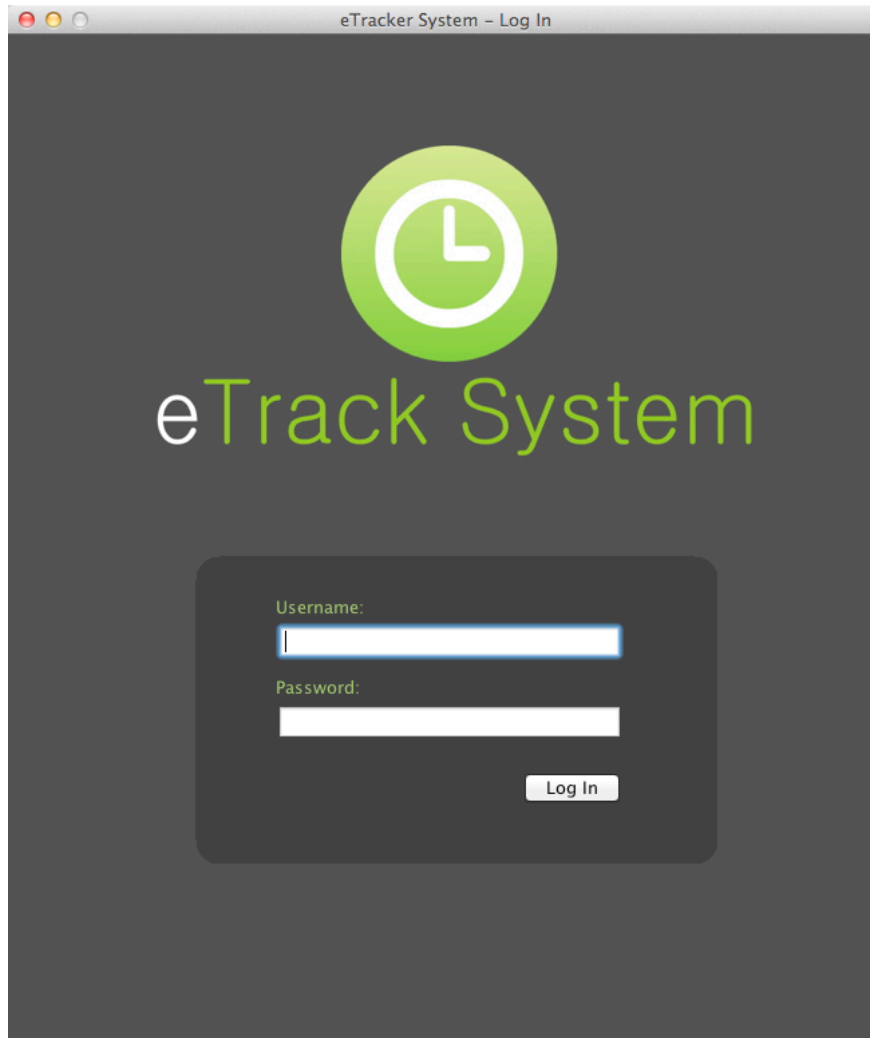 eTracker System – Log In
eTrack System
Username:
Password:
Log In